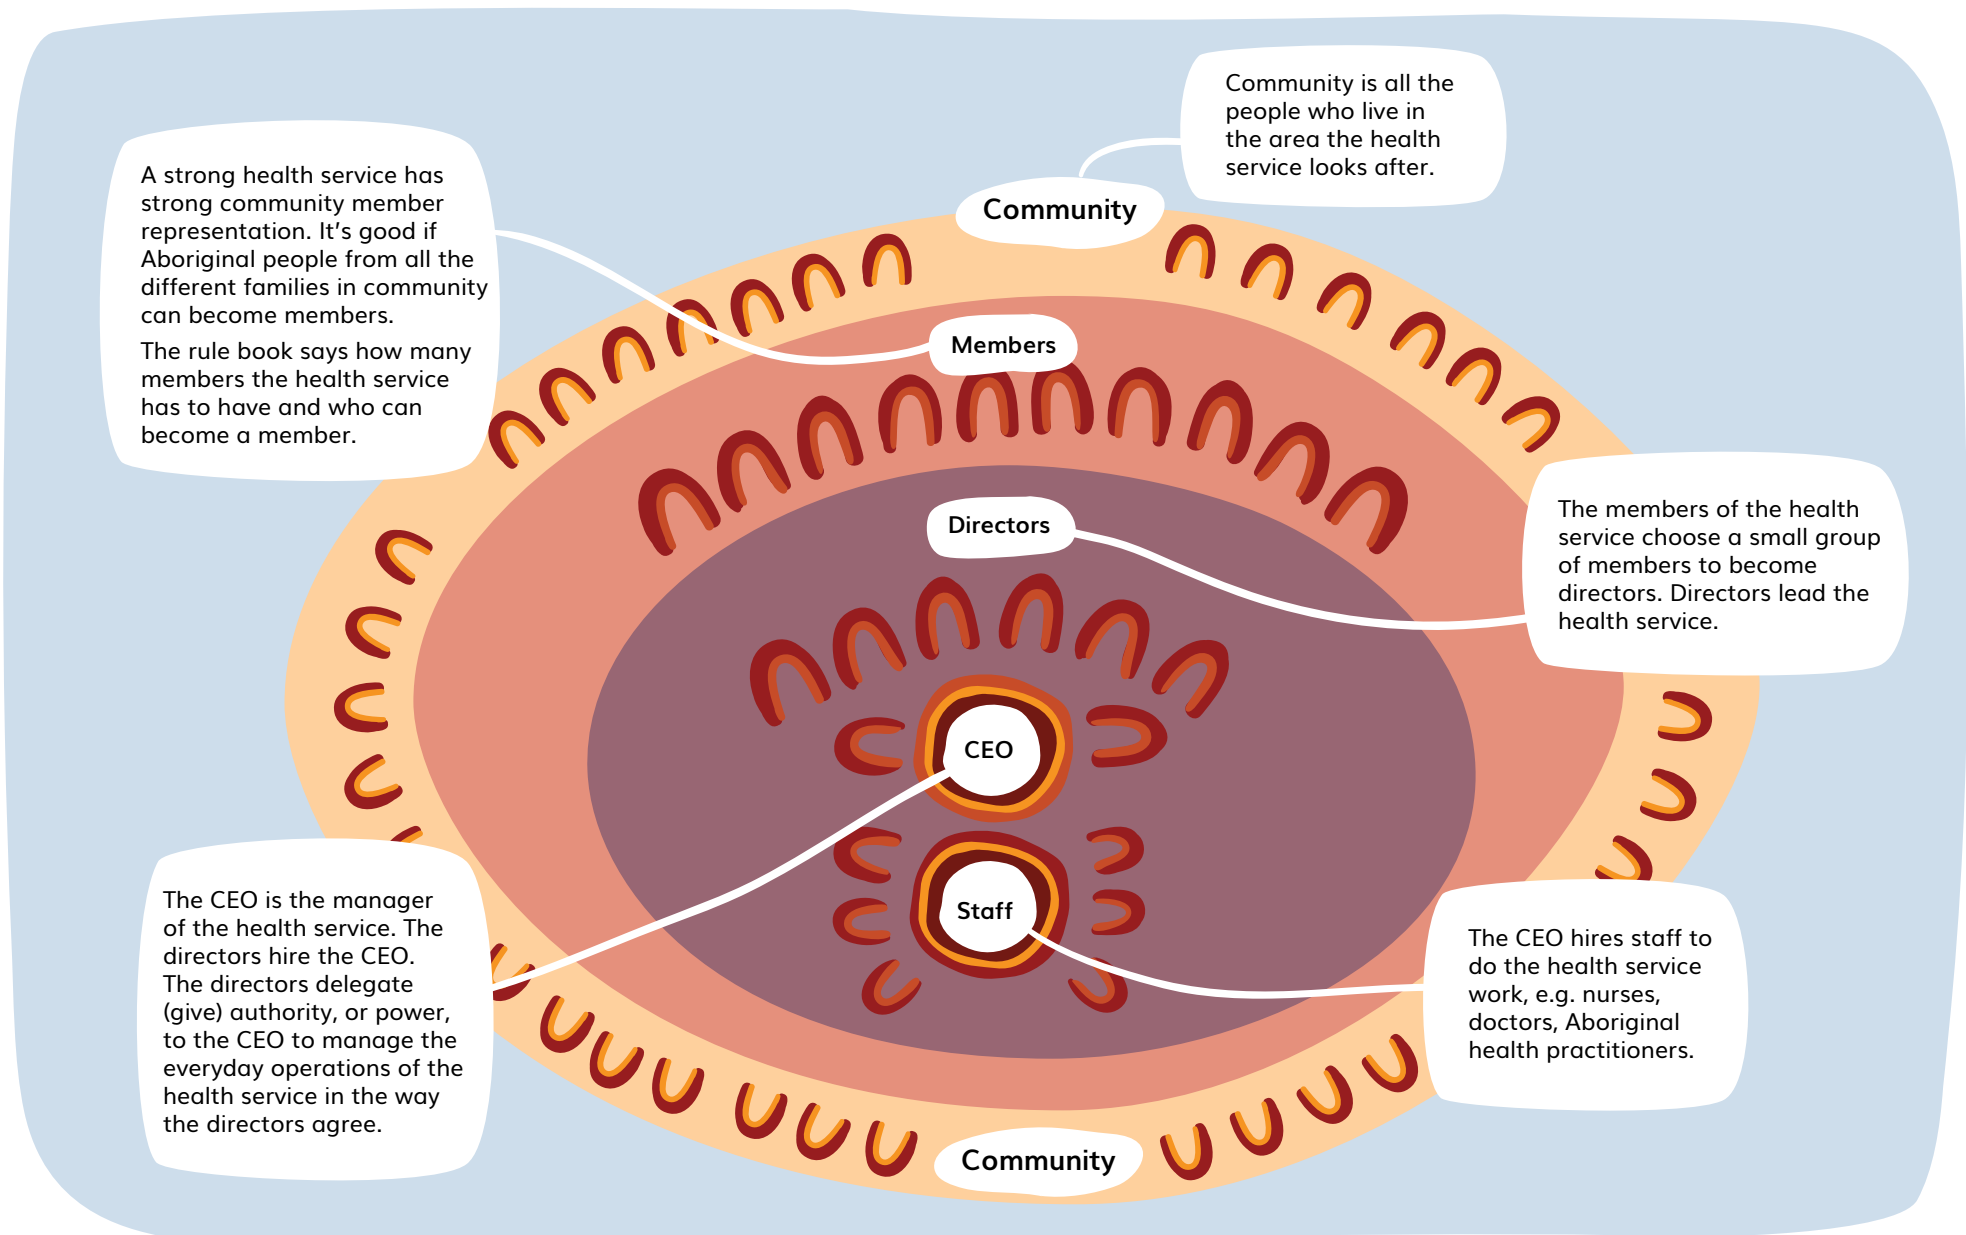 Community is all the
people who live in
the area the health
service looks after.
Community
A strong health service has
strong community member
representation. It's good if
Aboriginal people from all the
different families in community
can become members.
The rule book says how many
members the health service
has to have and who can
become a member.
Members
Directors
The members of the health
service choose a small group
of members to become
directors. Directors lead the
health service.
CEO
The CEO is the manager
of the health service. The
directors hire the CEO.
The directors delegate
(give) authority, or power,
to the CEO to manage the
everyday operations of the
health service in the way
the directors agree.
Staff
The CEO hires staff to
do the health service
work, e.g. nurses,
doctors, Aboriginal
health practitioners.
Community